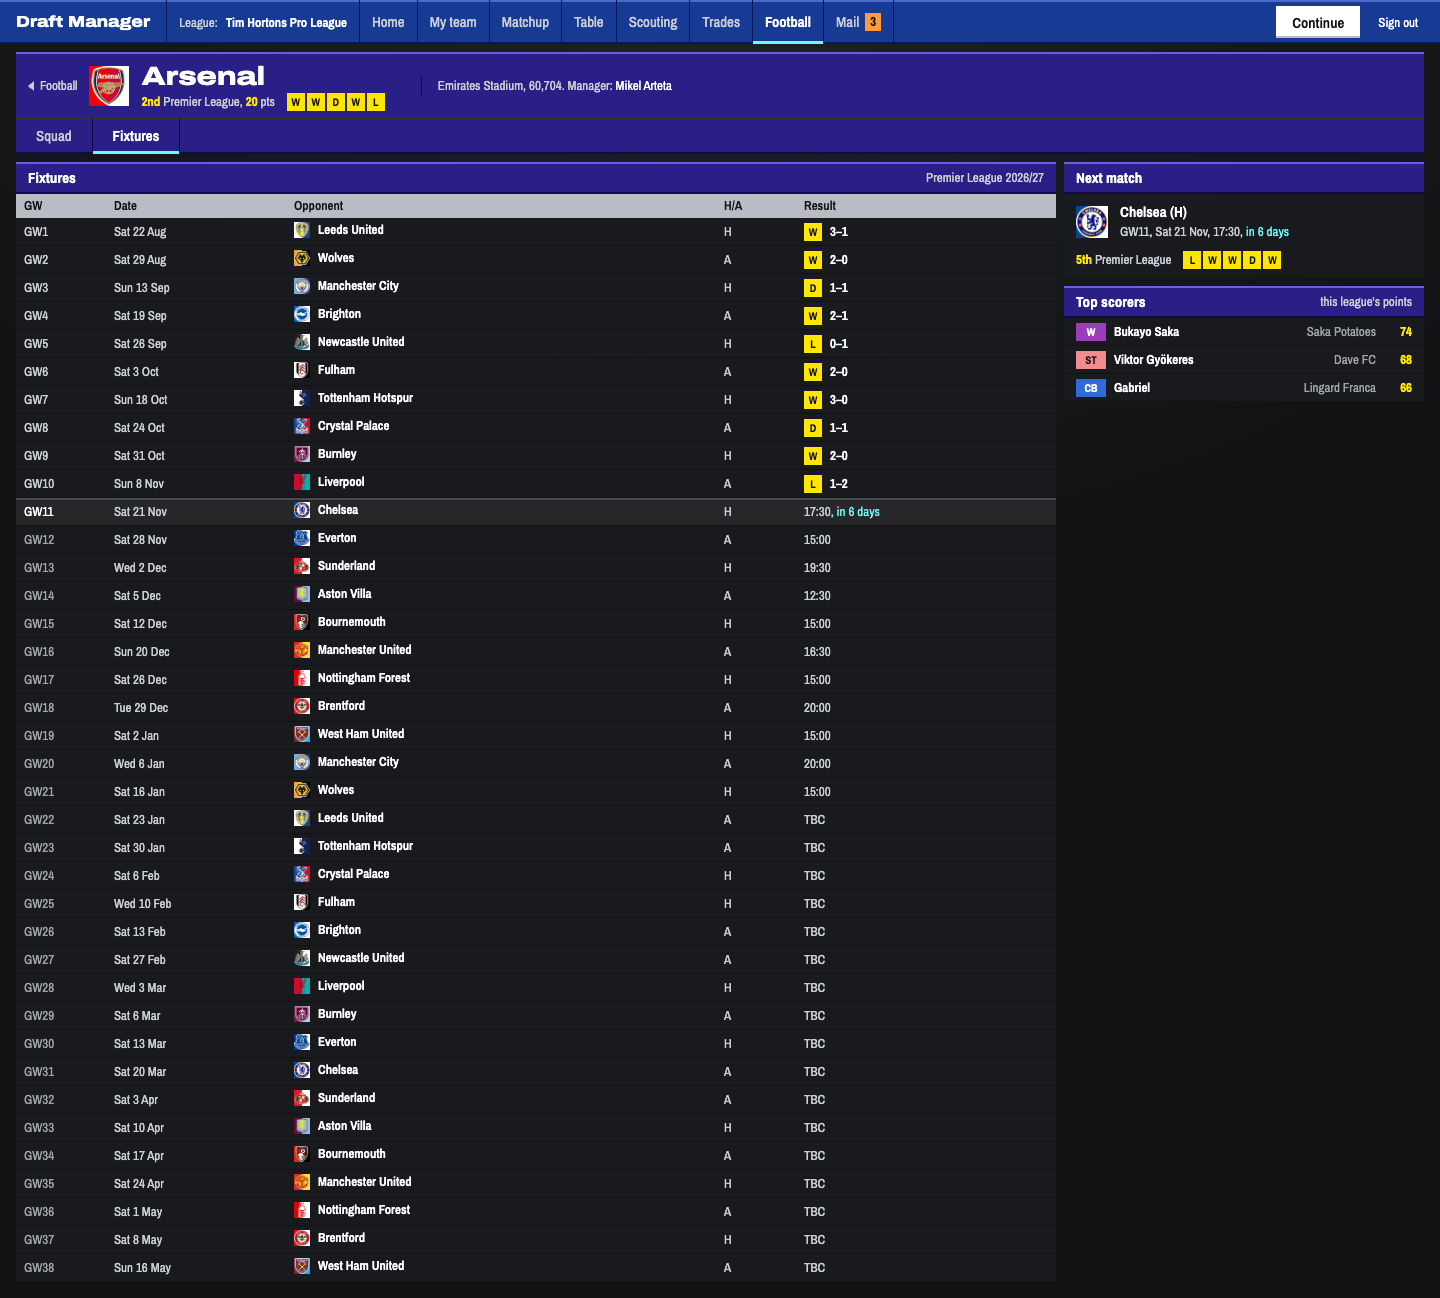 Draft Manager League: Tim Hortons Pro League Home My team Matchup Table Scouting Trades Football Mail 3 Continue Sign out
Football
Arsenal
Arsenal
2nd Premier League, 20 pts W W D W L
Emirates Stadium, 60,704. Manager: Mikel Arteta
Squad Fixtures
Fixtures Premier League 2026/27
GW Date Opponent H/A Result
GW1 Sat 22 Aug Leeds United H W 3–1
GW2 Sat 29 Aug Wolves A W 2–0
GW3 Sun 13 Sep Manchester City H D 1–1
GW4 Sat 19 Sep Brighton A W 2–1
GW5 Sat 26 Sep Newcastle United H L 0–1
GW6 Sat 3 Oct Fulham A W 2–0
GW7 Sun 18 Oct Tottenham Hotspur H W 3–0
GW8 Sat 24 Oct Crystal Palace A D 1–1
GW9 Sat 31 Oct Burnley H W 2–0
GW10 Sun 8 Nov Liverpool A L 1–2
GW11 Sat 21 Nov Chelsea H 17:30, in 6 days
GW12 Sat 28 Nov Everton A 15:00
GW13 Wed 2 Dec Sunderland H 19:30
GW14 Sat 5 Dec Aston Villa A 12:30
GW15 Sat 12 Dec Bournemouth H 15:00
GW16 Sun 20 Dec Manchester United A 16:30
GW17 Sat 26 Dec Nottingham Forest H 15:00
GW18 Tue 29 Dec Brentford A 20:00
GW19 Sat 2 Jan West Ham United H 15:00
GW20 Wed 6 Jan Manchester City A 20:00
GW21 Sat 16 Jan Wolves H 15:00
GW22 Sat 23 Jan Leeds United A TBC
GW23 Sat 30 Jan Tottenham Hotspur A TBC
GW24 Sat 6 Feb Crystal Palace H TBC
GW25 Wed 10 Feb Fulham H TBC
GW26 Sat 13 Feb Brighton A TBC
GW27 Sat 27 Feb Newcastle United A TBC
GW28 Wed 3 Mar Liverpool H TBC
GW29 Sat 6 Mar Burnley A TBC
GW30 Sat 13 Mar Everton H TBC
GW31 Sat 20 Mar Chelsea A TBC
GW32 Sat 3 Apr Sunderland A TBC
GW33 Sat 10 Apr Aston Villa H TBC
GW34 Sat 17 Apr Bournemouth A TBC
GW35 Sat 24 Apr Manchester United H TBC
GW36 Sat 1 May Nottingham Forest A TBC
GW37 Sat 8 May Brentford H TBC
GW38 Sun 16 May West Ham United A TBC
Next match
Chelsea (H)
GW11, Sat 21 Nov, 17:30, in 6 days
5th Premier League L W W D W
Top scorers this league's points
W Bukayo Saka Saka Potatoes 74
ST Viktor Gyökeres Dave FC 68
CB Gabriel Lingard Franca 66